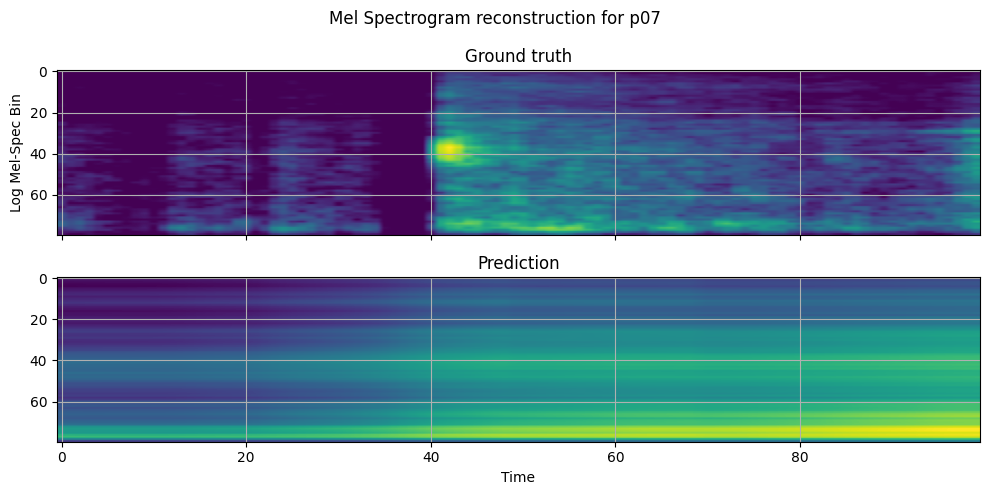 Mel Spectrogram reconstruction for p07
Ground truth
Log Mel-Spec Bin
0
20
40
60
Prediction
0
20
40
60
0 20 40 60 80
Time